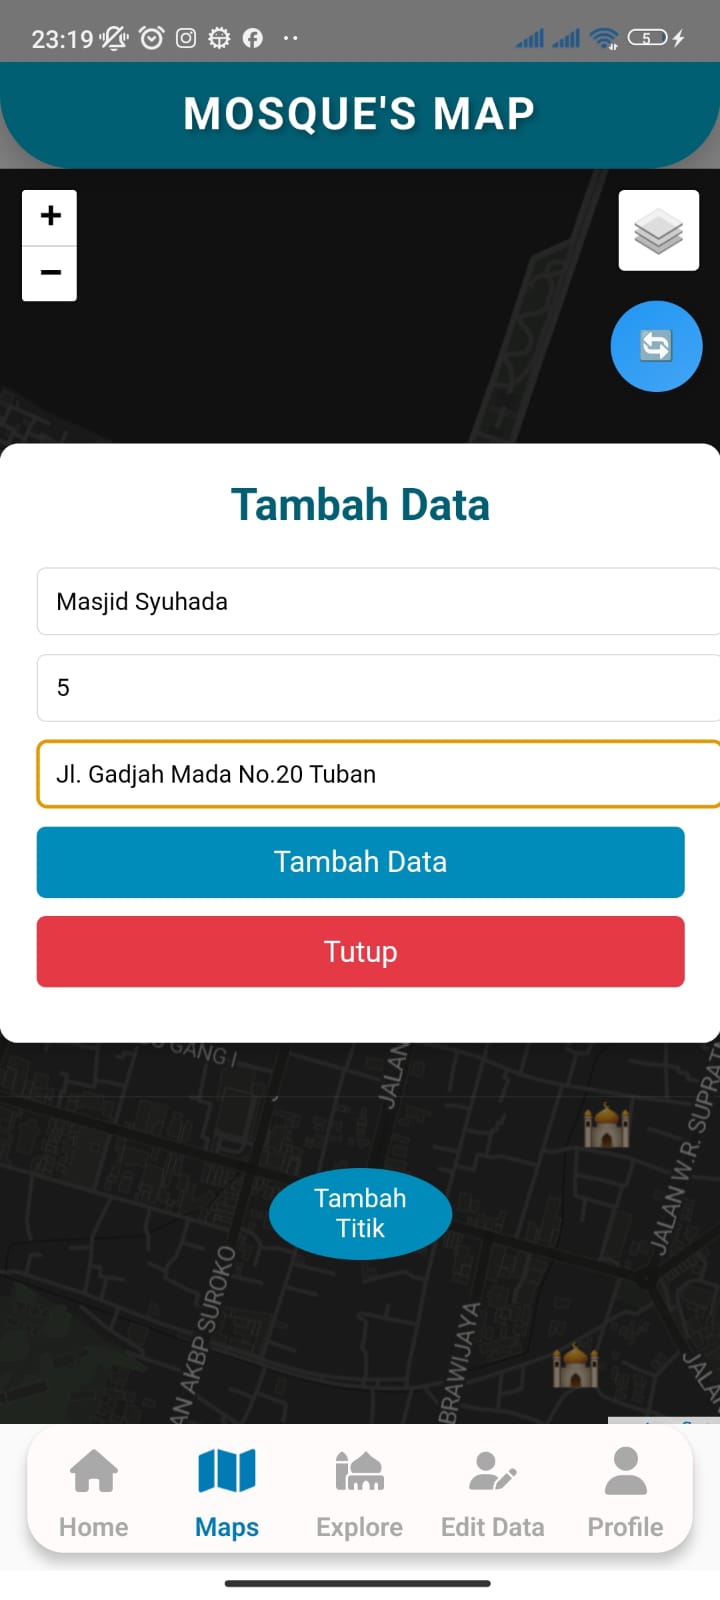 23:19
5
MOSQUE'S MAP
+
−
Tambah Data
Masjid Syuhada
5
Jl. Gadjah Mada No.20 Tuban
Tambah Data
Tutup
GANG I
JALAN
JALAN W.R. SUPRAT
Tambah
Titik
AN AKBP SUROKO
BRAWIJAYA
JALA
Home
Maps
Explore
Edit Data
Profile